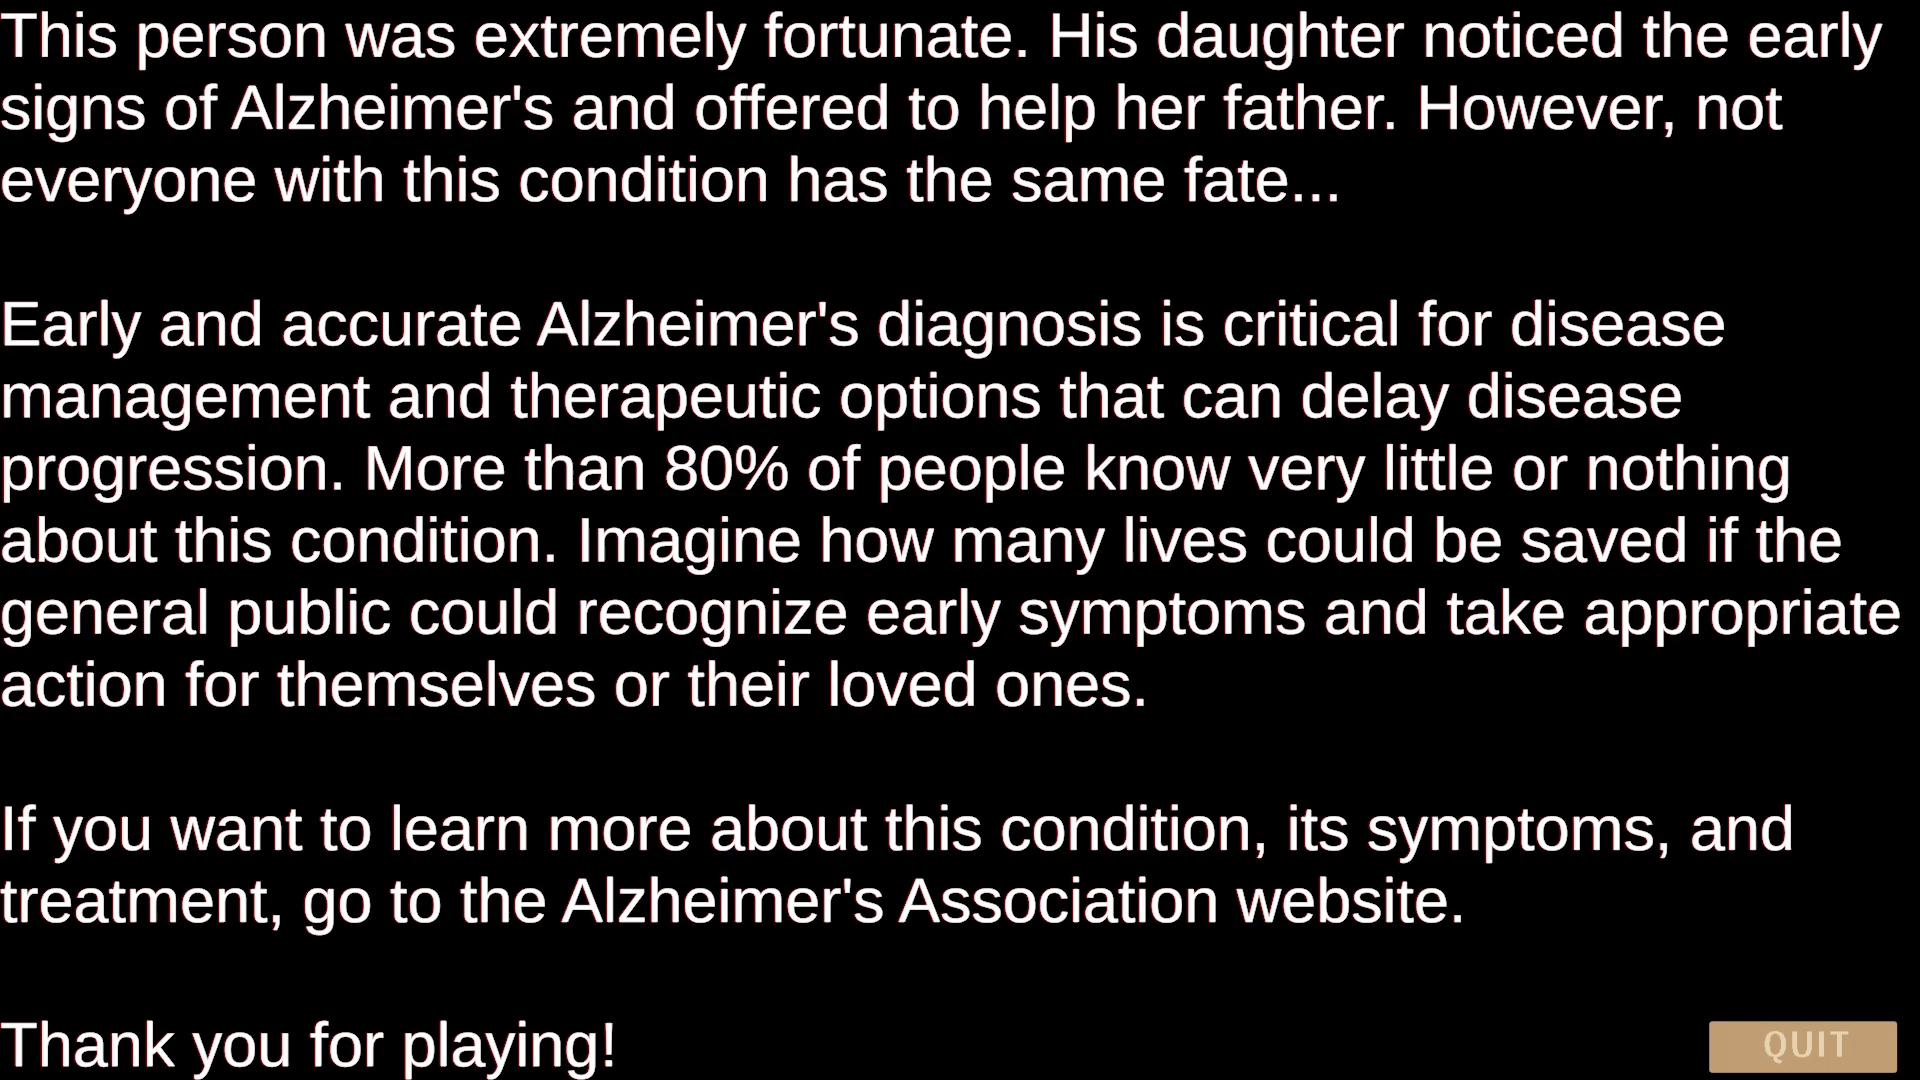 This person was extremely fortunate. His daughter noticed the early
signs of Alzheimer's and offered to help her father. However, not
everyone with this condition has the same fate...
Early and accurate Alzheimer's diagnosis is critical for disease
management and therapeutic options that can delay disease
progression. More than 80% of people know very little or nothing
about this condition. Imagine how many lives could be saved if the
general public could recognize early symptoms and take appropriate
action for themselves or their loved ones.
If you want to learn more about this condition, its symptoms, and
treatment, go to the Alzheimer's Association website.
Thank you for playing!
QUIT